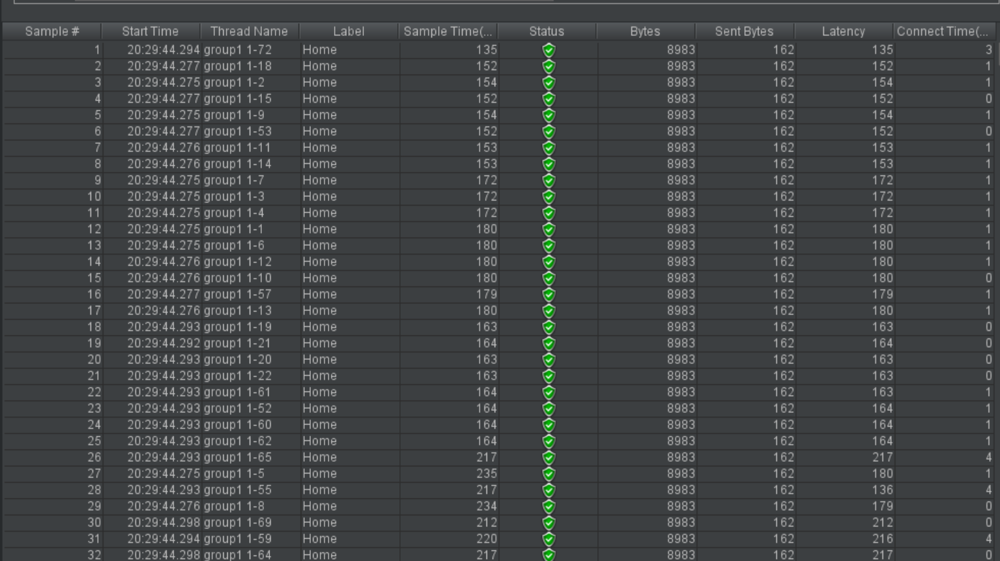 Sample # Start Time Thread Name Label Sample Time(... Status Bytes Sent Bytes Latency Connect Time(...
1 20:29:44.294 group1 1-72 Home 135 8983 162 135 3
2 20:29:44.277 group1 1-18 Home 152 8983 162 152 1
3 20:29:44.275 group1 1-2 Home 154 8983 162 154 1
4 20:29:44.277 group1 1-15 Home 152 8983 162 152 0
5 20:29:44.275 group1 1-9 Home 154 8983 162 154 1
6 20:29:44.277 group1 1-53 Home 152 8983 162 152 0
7 20:29:44.276 group1 1-11 Home 153 8983 162 153 1
8 20:29:44.276 group1 1-14 Home 153 8983 162 153 1
9 20:29:44.275 group1 1-7 Home 172 8983 162 172 1
10 20:29:44.275 group1 1-3 Home 172 8983 162 172 1
11 20:29:44.275 group1 1-4 Home 172 8983 162 172 1
12 20:29:44.275 group1 1-1 Home 180 8983 162 180 1
13 20:29:44.275 group1 1-6 Home 180 8983 162 180 1
14 20:29:44.276 group1 1-12 Home 180 8983 162 180 1
15 20:29:44.276 group1 1-10 Home 180 8983 162 180 0
16 20:29:44.277 group1 1-57 Home 179 8983 162 179 1
17 20:29:44.276 group1 1-13 Home 180 8983 162 180 1
18 20:29:44.293 group1 1-19 Home 163 8983 162 163 0
19 20:29:44.292 group1 1-21 Home 164 8983 162 164 0
20 20:29:44.293 group1 1-20 Home 163 8983 162 163 0
21 20:29:44.293 group1 1-22 Home 163 8983 162 163 0
22 20:29:44.293 group1 1-61 Home 164 8983 162 163 1
23 20:29:44.293 group1 1-52 Home 164 8983 162 164 1
24 20:29:44.293 group1 1-60 Home 164 8983 162 164 1
25 20:29:44.293 group1 1-62 Home 164 8983 162 164 1
26 20:29:44.293 group1 1-65 Home 217 8983 162 217 4
27 20:29:44.275 group1 1-5 Home 235 8983 162 180 1
28 20:29:44.293 group1 1-55 Home 217 8983 162 136 4
29 20:29:44.276 group1 1-8 Home 234 8983 162 179 0
30 20:29:44.298 group1 1-69 Home 212 8983 162 212 0
31 20:29:44.294 group1 1-59 Home 220 8983 162 216 4
32 20:29:44.298 group1 1-64 Home 217 8983 162 217 0